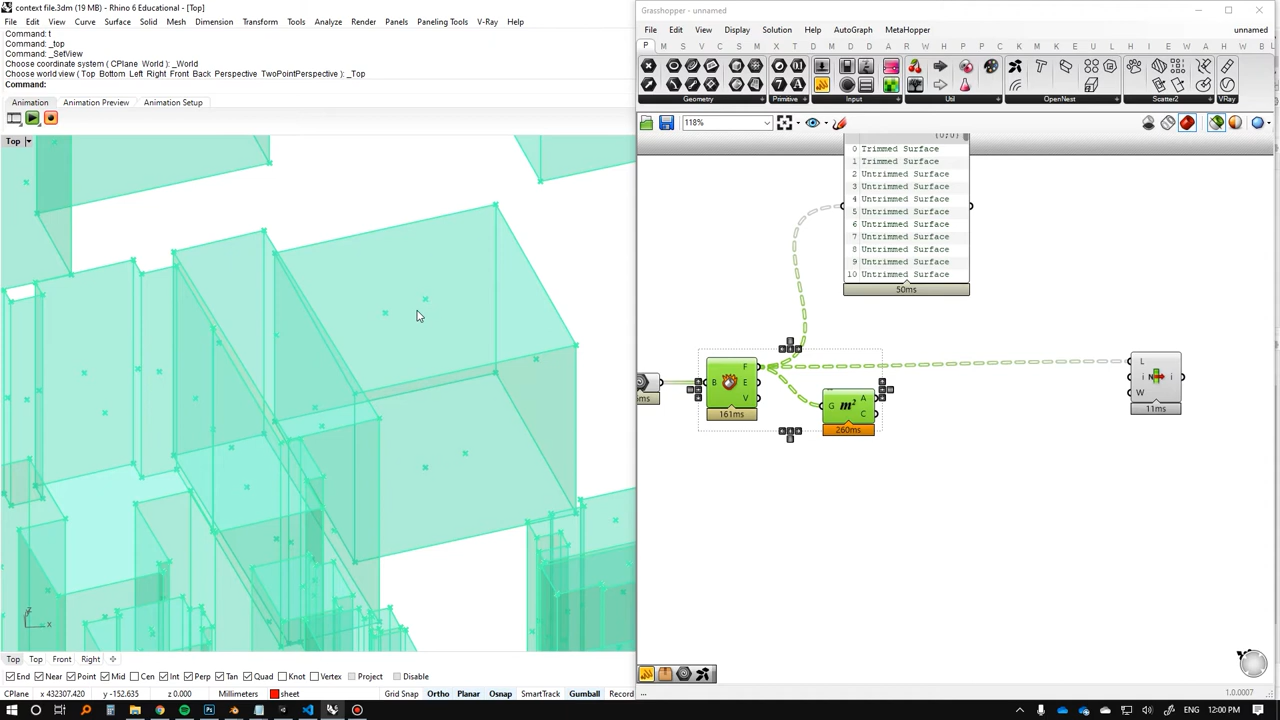 context file.3dm (19 MB) - Rhino 6 Educational - [Top]
File Edit View Curve Surface Solid Mesh Dimension Transform Tools Analyze Render Panels Paneling Tools V-Ray Help
Command: t
Command: _top
Command: _SetView
Choose coordinate system ( CPlane World ): _World
Choose world view ( Top Bottom Left Right Front Back Perspective TwoPointPerspective ): _Top
Command:
Animation Animation Preview Animation Setup
Top
x
Top Top Front Right
End Near Point Mid Cen Int Perp Tan Quad Knot Vertex Project Disable
CPlane x 432307.420 y -152.635 z 0.000 Millimeters sheet Grid Snap Ortho Planar Osnap SmartTrack Gumball Record
Grasshopper - unnamed
File Edit View Display Solution Help AutoGraph MetaHopper unnamed
Geometry Primitive Input Util OpenNest Scatter2 VRay
118%
{0;0}
0 Trimmed Surface
1 Trimmed Surface
2 Untrimmed Surface
3 Untrimmed Surface
4 Untrimmed Surface
5 Untrimmed Surface
6 Untrimmed Surface
7 Untrimmed Surface
8 Untrimmed Surface
9 Untrimmed Surface
10 Untrimmed Surface
50ms
B F E V
161ms
G m² A C
260ms
L i W
11ms
...
1.0.0007
ENG 12:00 PM